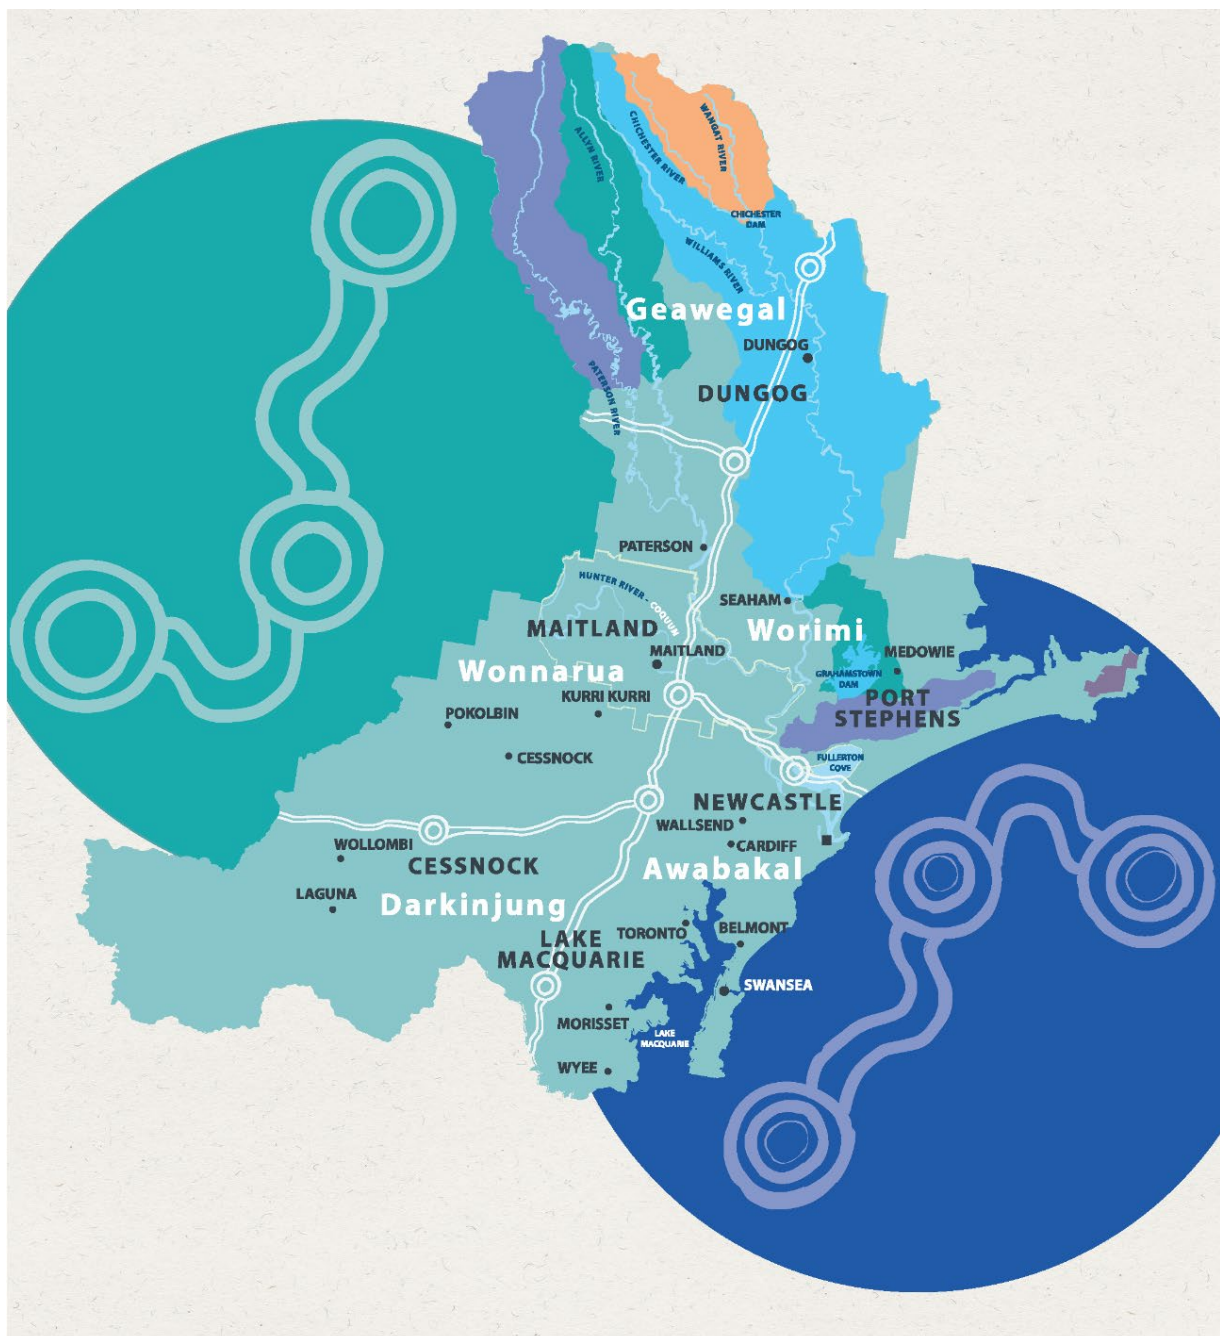 WANGAT RIVER
ALLYN RIVER
CHICHESTER RIVER
CHICHESTER
DAM
WILLIAMS RIVER
Geawegal
DUNGOG
DUNGOG
PATERSON RIVER
PATERSON
HUNTER RIVER - COQUUN
SEAHAM
MAITLAND
Worimi
MAITLAND
MEDOWIE
Wonnarua
GRAHAMSTOWN
DAM
KURRI KURRI
PORT
STEPHENS
POKOLBIN
CESSNOCK
FULLERTON
COVE
NEWCASTLE
WALLSEND
WOLLOMBI
CARDIFF
CESSNOCK
Awabakal
LAGUNA
Darkinjung
TORONTO
BELMONT
LAKE
MACQUARIE
SWANSEA
MORISSET
LAKE
MACQUARIE
WYEE